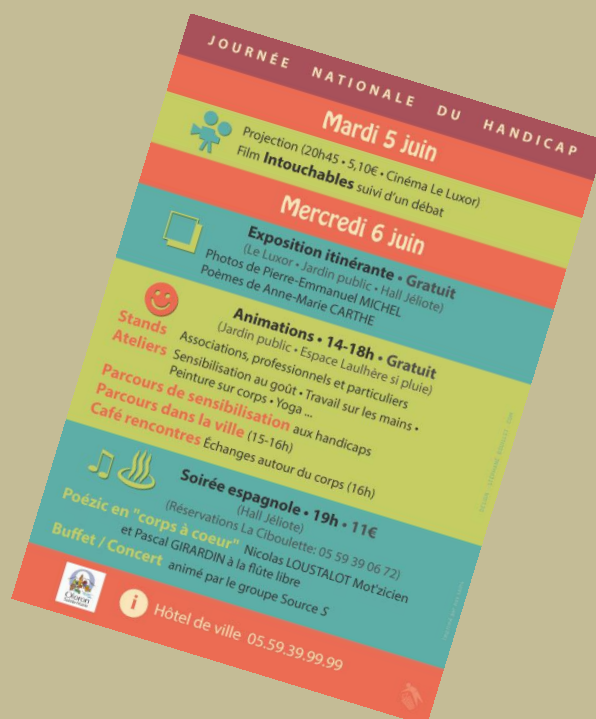 JOURNÉE NATIONALE DU HANDICAP
Mardi 5 juin
Projection (20h45 • 5,10€ • Cinéma Le Luxor)
Film Intouchables suivi d'un débat
Mercredi 6 juin
Exposition itinérante • Gratuit
(Le Luxor • Jardin public • Hall Jéliote)
Photos de Pierre-Emmanuel MICHEL
Poèmes de Anne-Marie CARTHE
Animations • 14-18h • Gratuit
(Jardin public • Espace Laulhère si pluie)
Stands Associations, professionnels et particuliers
Ateliers Sensibilisation au goût • Travail sur les mains •
Peinture sur corps • Yoga ...
Parcours de sensibilisation aux handicaps
Parcours dans la ville (15-16h)
Café rencontres Échanges autour du corps (16h)
Soirée espagnole • 19h • 11€
(Hall Jéliote)
(Réservations La Ciboulette: 05 59 39 06 72)
Poézic en "corps à coeur" Nicolas LOUSTALOT Mot'zicien
et Pascal GIRARDIN à la flûte libre
Buffet / Concert animé par le groupe Source S
Oloron
i Hôtel de ville 05.59.39.99.99